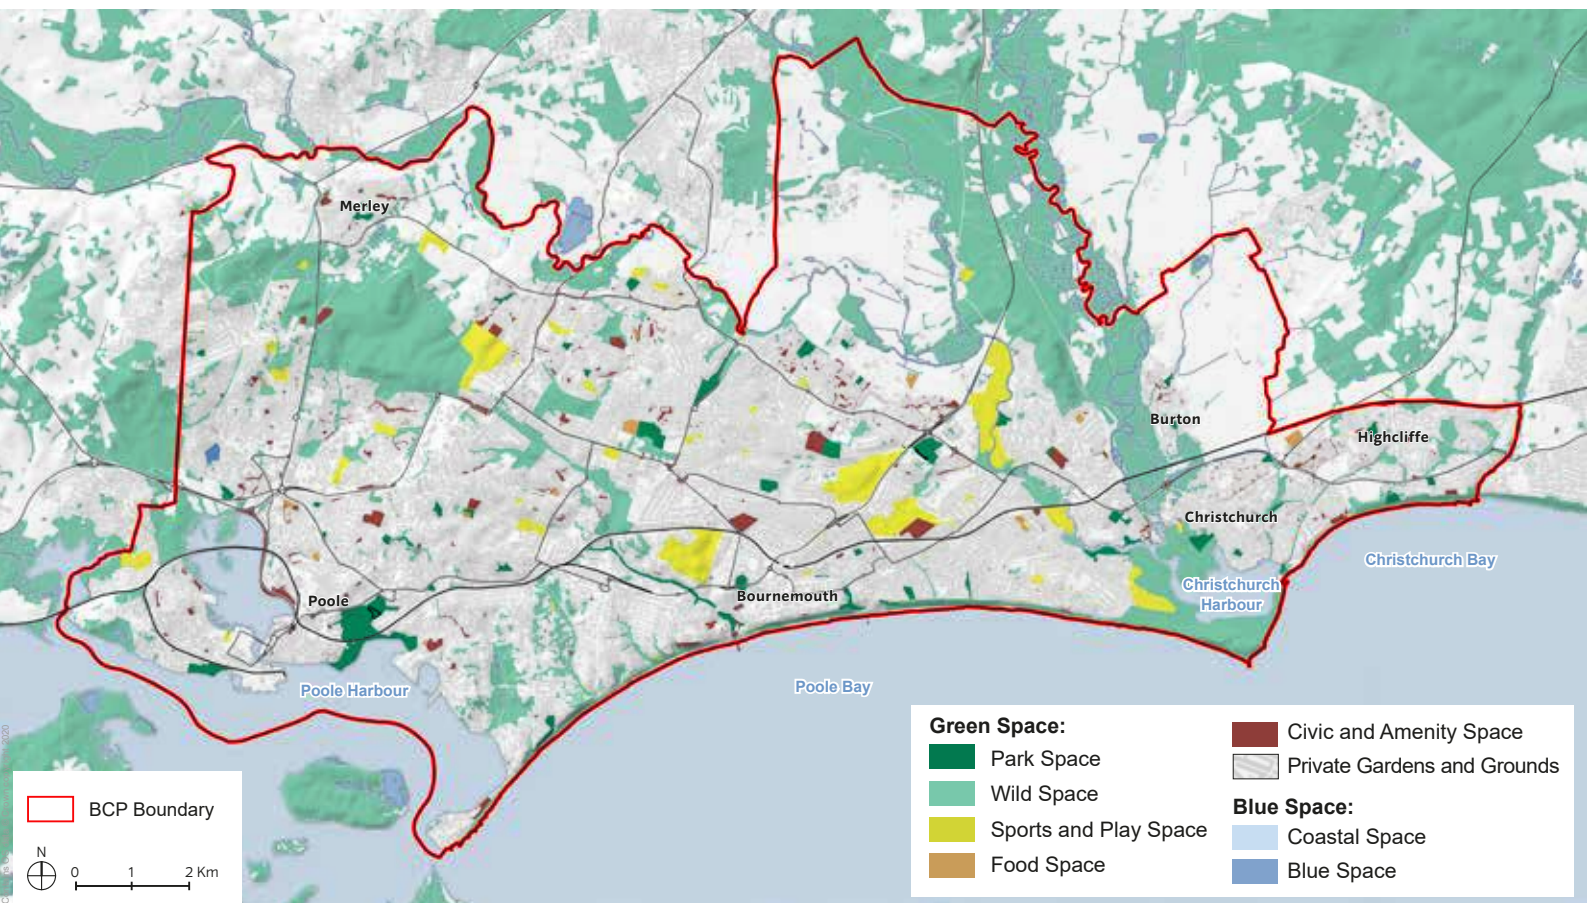 Merley
Burton
Highcliffe
Christchurch
Christchurch Bay
Christchurch
Harbour
Poole
Bournemouth
Poole Harbour
Poole Bay
BCP Boundary
N
0 1 2 Km
Green Space:
Park Space
Wild Space
Sports and Play Space
Food Space
Civic and Amenity Space
Private Gardens and Grounds
Blue Space:
Coastal Space
Blue Space